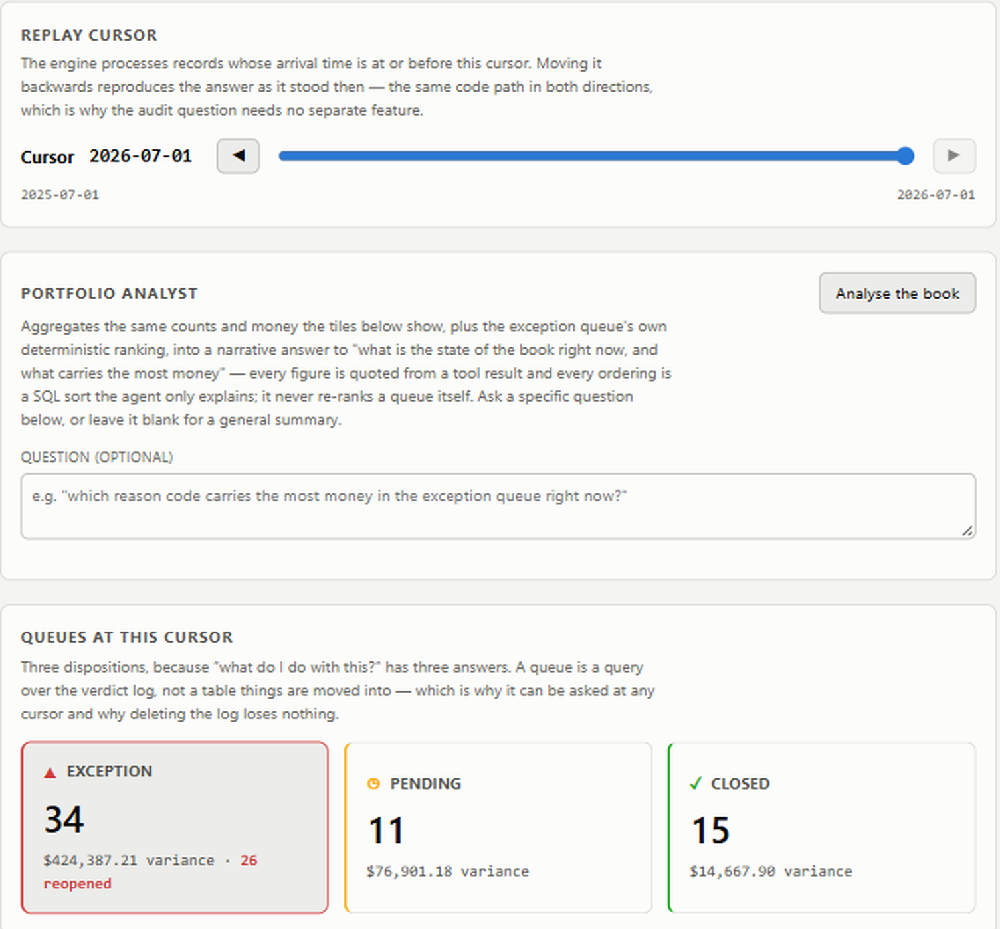 REPLAY CURSOR
The engine processes records whose arrival time is at or before this cursor. Moving it
backwards reproduces the answer as it stood then — the same code path in both directions,
which is why the audit question needs no separate feature.
Cursor 2026-07-01
2025-07-01 2026-07-01
PORTFOLIO ANALYST
Analyse the book
Aggregates the same counts and money the tiles below show, plus the exception queue's own
deterministic ranking, into a narrative answer to "what is the state of the book right now, and
what carries the most money" — every figure is quoted from a tool result and every ordering is
a SQL sort the agent only explains; it never re-ranks a queue itself. Ask a specific question
below, or leave it blank for a general summary.
QUESTION (OPTIONAL)
e.g. "which reason code carries the most money in the exception queue right now?"
QUEUES AT THIS CURSOR
Three dispositions, because "what do I do with this?" has three answers. A queue is a query
over the verdict log, not a table things are moved into — which is why it can be asked at any
cursor and why deleting the log loses nothing.
EXCEPTION
34
$424,387.21 variance · 26
reopened
PENDING
11
$76,901.18 variance
CLOSED
15
$14,667.90 variance